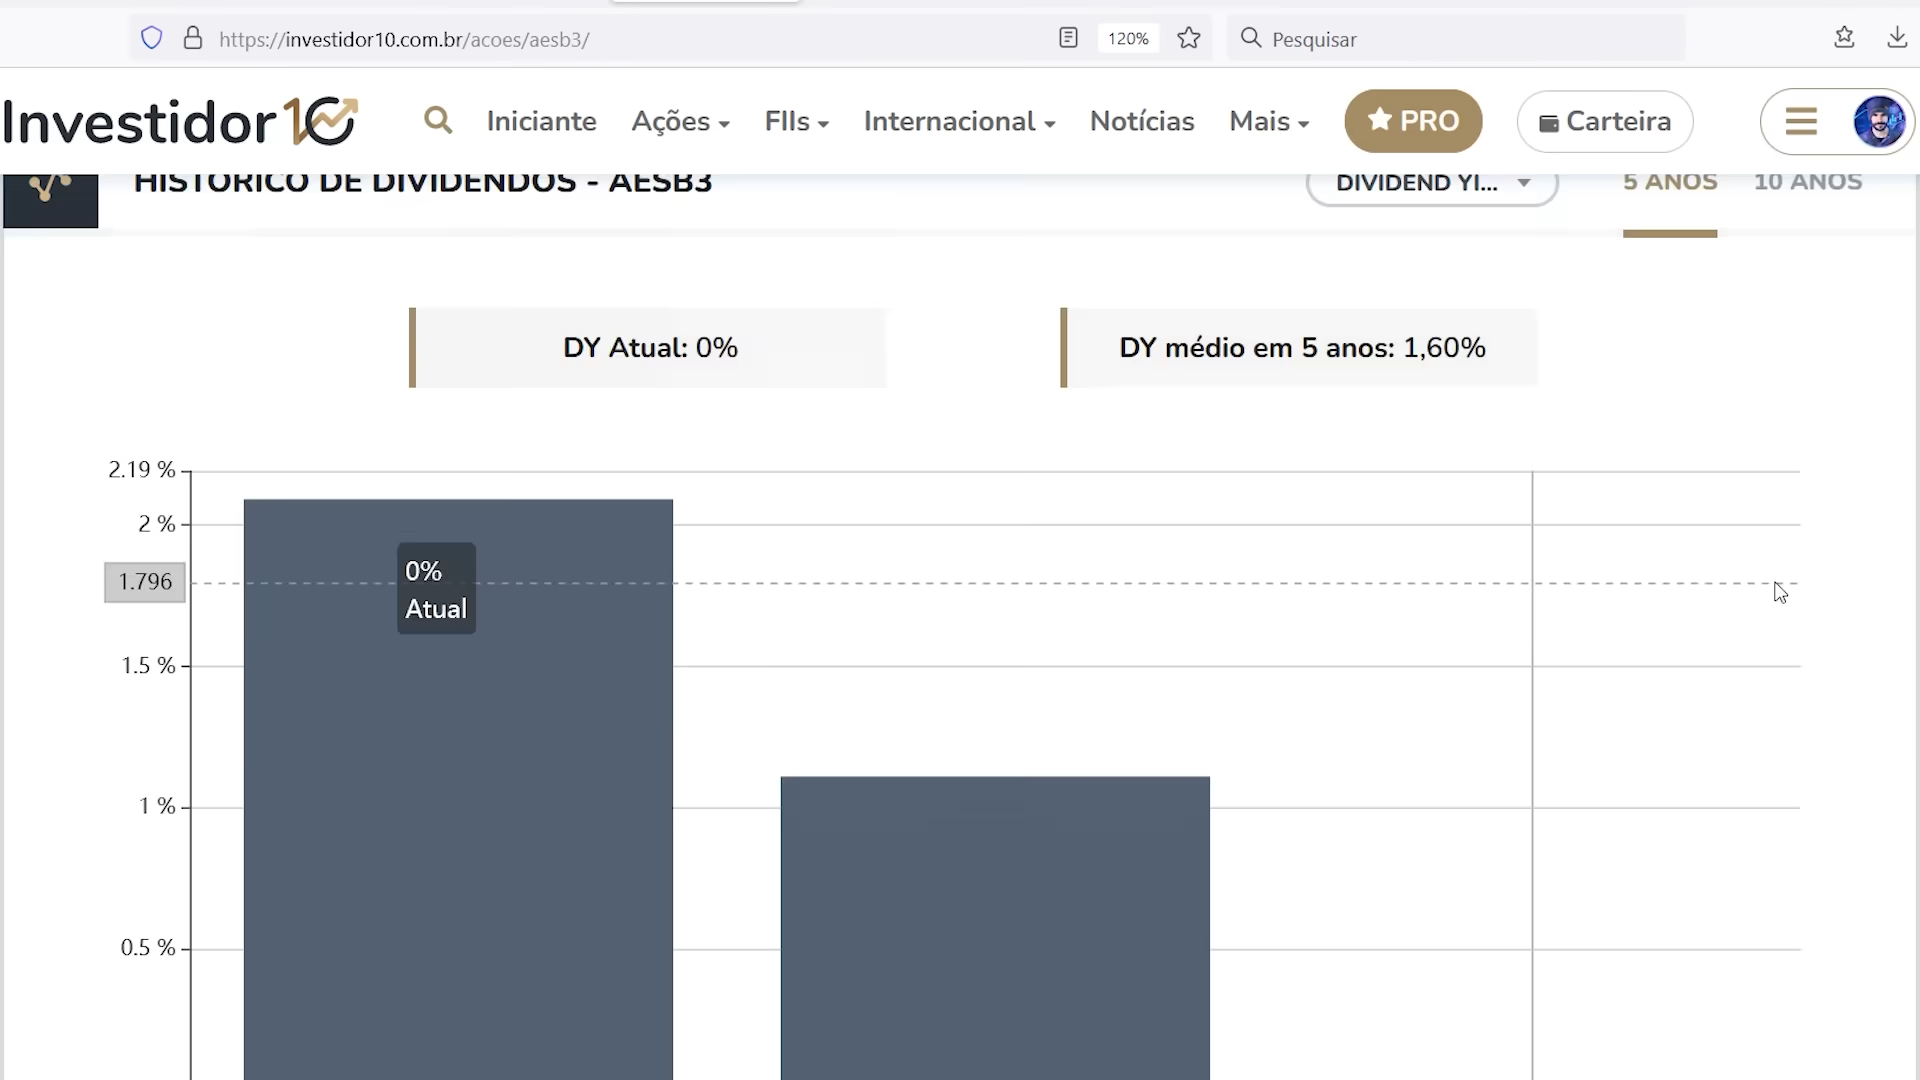 https://investidor10.com.br/acoes/aesb3/
120%
Pesquisar
Investidor 10
Iniciante
Ações
FIIs
Internacional
Notícias
Mais
PRO
Carteira
HISTÓRICO DE DIVIDENDOS - AESB3
DIVIDEND YI...
5 ANOS
10 ANOS
DY Atual: 0%
DY médio em 5 anos: 1,60%
2.19 %
2 %
1.796
1.5 %
1 %
0.5 %
0%
Atual